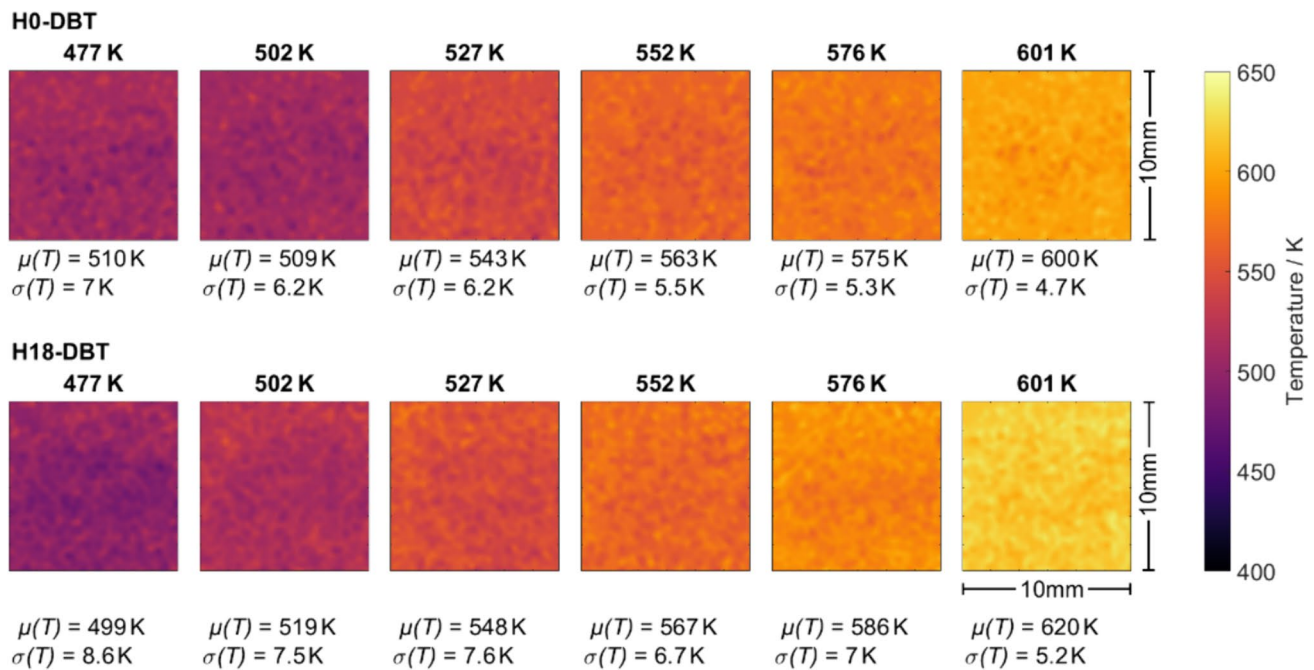 H0-DBT
477 K 502 K 527 K 552 K 576 K 601 K
10mm
μ(T) = 510 K μ(T) = 509 K μ(T) = 543 K μ(T) = 563 K μ(T) = 575 K μ(T) = 600 K
σ(T) = 7 K σ(T) = 6.2 K σ(T) = 6.2 K σ(T) = 5.5 K σ(T) = 5.3 K σ(T) = 4.7 K
H18-DBT
477 K 502 K 527 K 552 K 576 K 601 K
10mm
10mm
μ(T) = 499 K μ(T) = 519 K μ(T) = 548 K μ(T) = 567 K μ(T) = 586 K μ(T) = 620 K
σ(T) = 8.6 K σ(T) = 7.5 K σ(T) = 7.6 K σ(T) = 6.7 K σ(T) = 7 K σ(T) = 5.2 K
650
600
550
500
450
400
Temperature / K